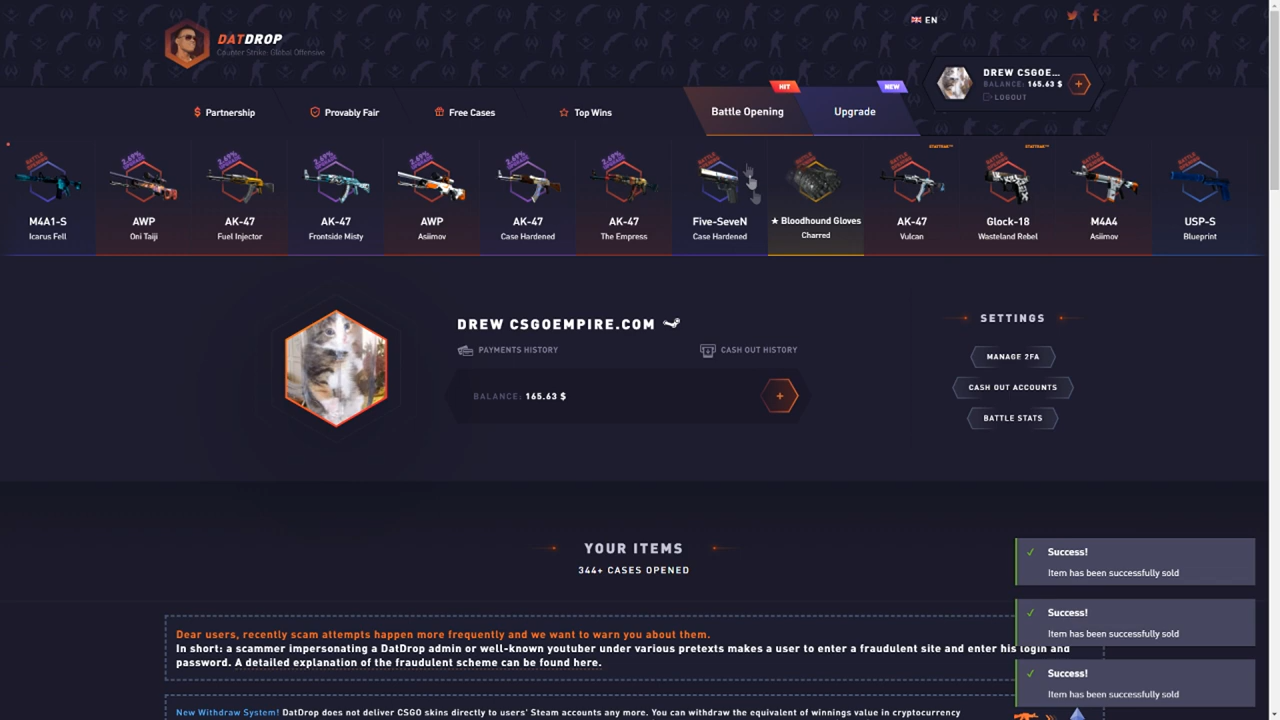 EN
DATDROP
Counter Strike: Global Offensive
DREW CSGOE...
BALANCE: 165.63 $
LOGOUT
HIT
NEW
Partnership
Provably Fair
Free Cases
Top Wins
Battle Opening
Upgrade
STATTRAK™
STATTRAK™
M4A1-S
Icarus Fell
AWP
Oni Taiji
AK-47
Fuel Injector
AK-47
Frontside Misty
AWP
Asiimov
AK-47
Case Hardened
AK-47
The Empress
Five-SeveN
Case Hardened
★ Bloodhound Gloves
Charred
AK-47
Vulcan
Glock-18
Wasteland Rebel
M4A4
Asiimov
USP-S
Blueprint
DREW CSGOEMPIRE.COM
PAYMENTS HISTORY
CASH OUT HISTORY
BALANCE: 165.63 $
SETTINGS
MANAGE 2FA
CASH OUT ACCOUNTS
BATTLE STATS
YOUR ITEMS
344+ CASES OPENED
Success!
Item has been successfully sold
Success!
Item has been successfully sold
Success!
Item has been successfully sold
Dear users, recently scam attempts happen more frequently and we want to warn you about them.
In short: a scammer impersonating a DatDrop admin or well-known youtuber under various pretexts makes a user to enter a fraudulent site and enter his login and
password. A detailed explanation of the fraudulent scheme can be found here.
New Withdraw System! DatDrop does not deliver CSGO skins directly to users' Steam accounts any more. You can withdraw the equivalent of winnings value in cryptocurrency